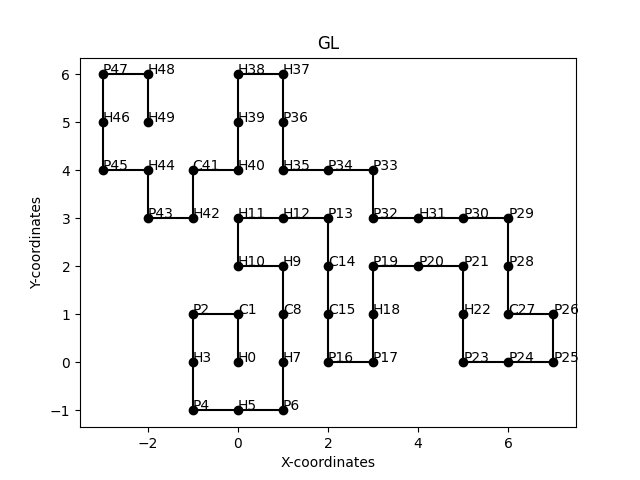 GL
P47 H48 H38 H37
H46 H49 H39 P36
P45 H44 C41 H40 H35 P34 P33
P43 H42 H11 H12 P13 P32 H31 P30 P29
H10 H9 C14 P19 P20 P21 P28
P2 C1 C8 C15 H18 H22 C27 P26
H3 H0 H7 P16 P17 P23 P24 P25
P4 H5 P6
6
5
4
3
2
1
0
−1
Y-coordinates
−2 0 2 4 6
X-coordinates